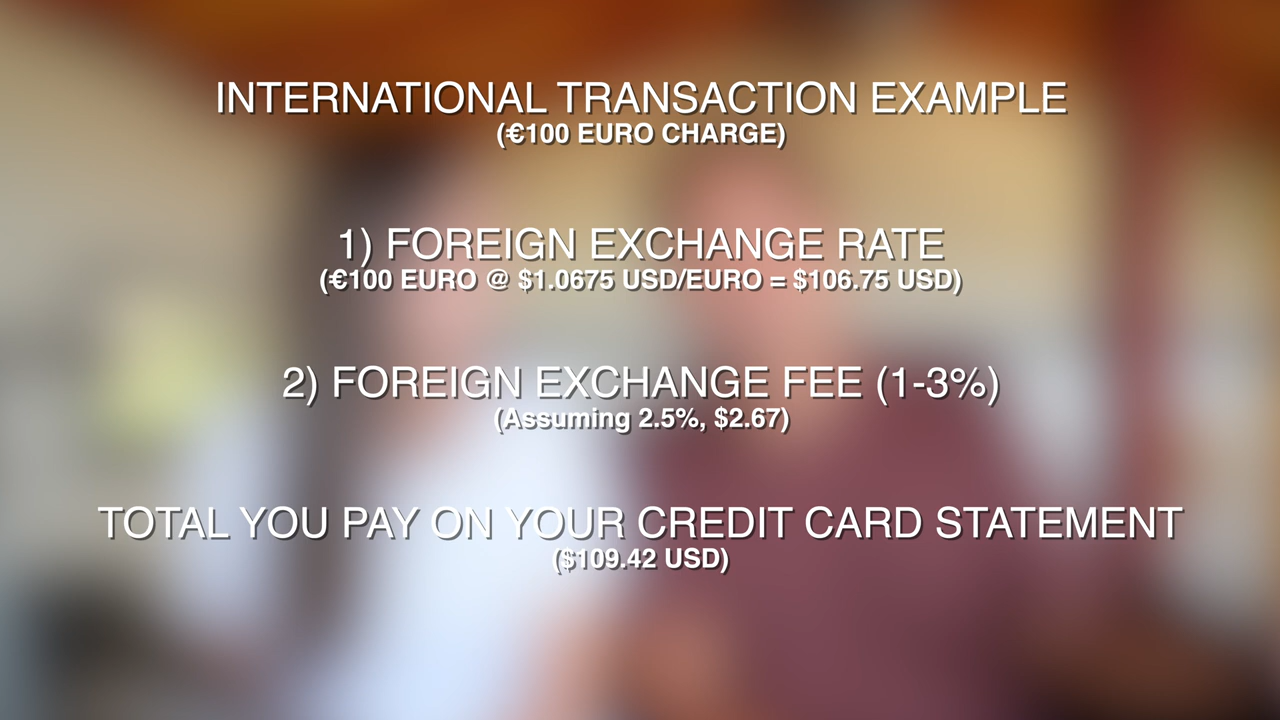 INTERNATIONAL TRANSACTION EXAMPLE
(€100 EURO CHARGE)
1) FOREIGN EXCHANGE RATE
(€100 EURO @ $1.0675 USD/EURO = $106.75 USD)
2) FOREIGN EXCHANGE FEE (1-3%)
(Assuming 2.5%, $2.67)
TOTAL YOU PAY ON YOUR CREDIT CARD STATEMENT
($109.42 USD)